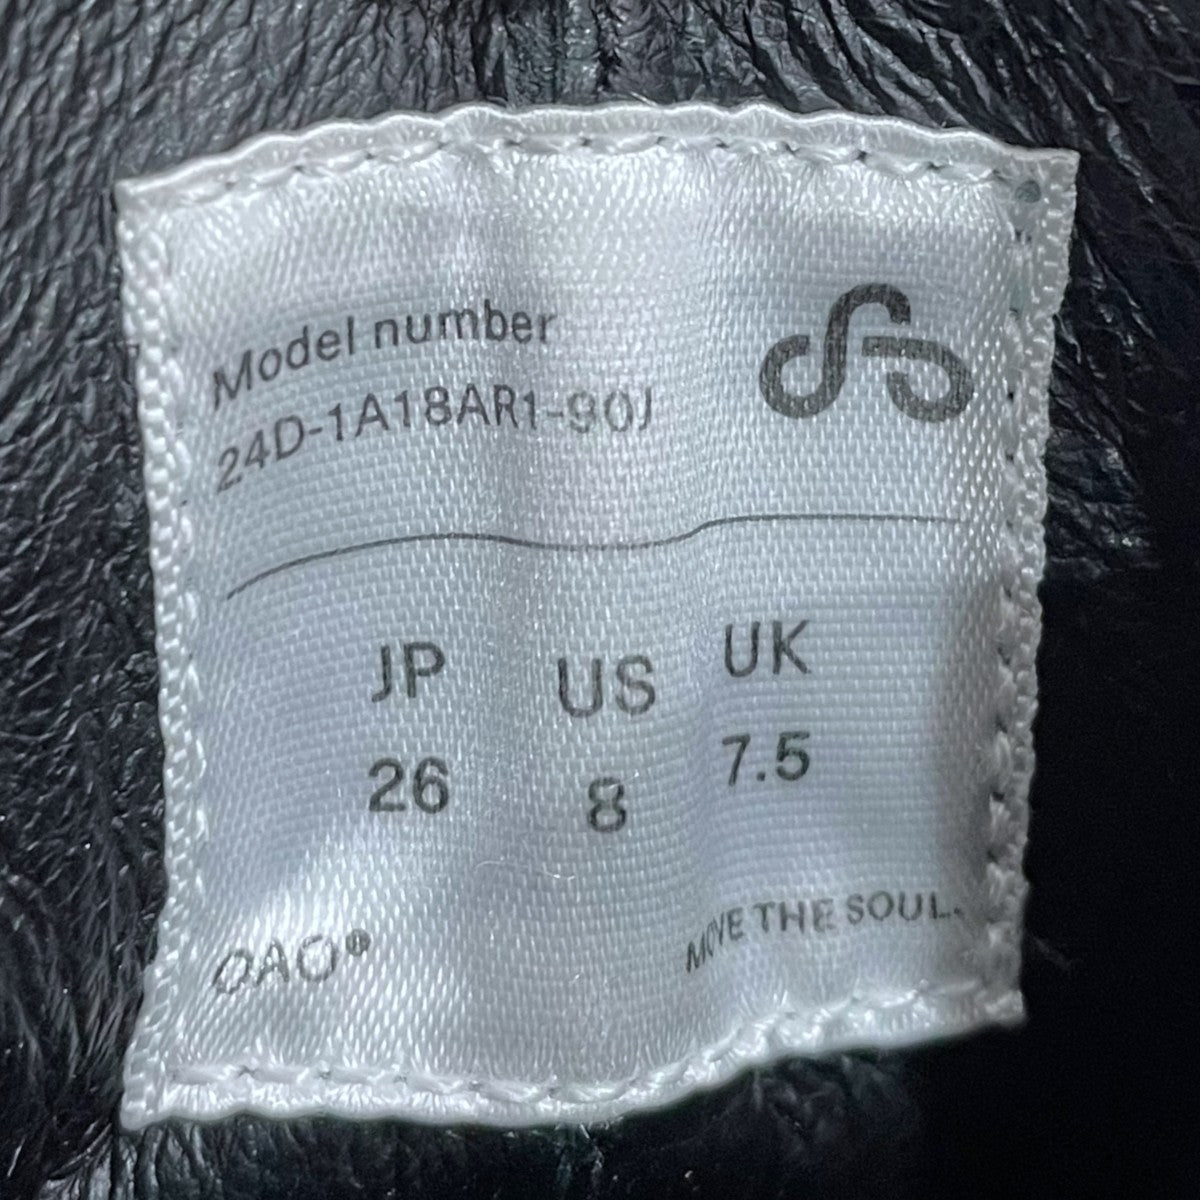 Model number
24D-1A18AR1-90J
JP US UK
26 8 7.5
OAO®
MOVE THE SOUL.